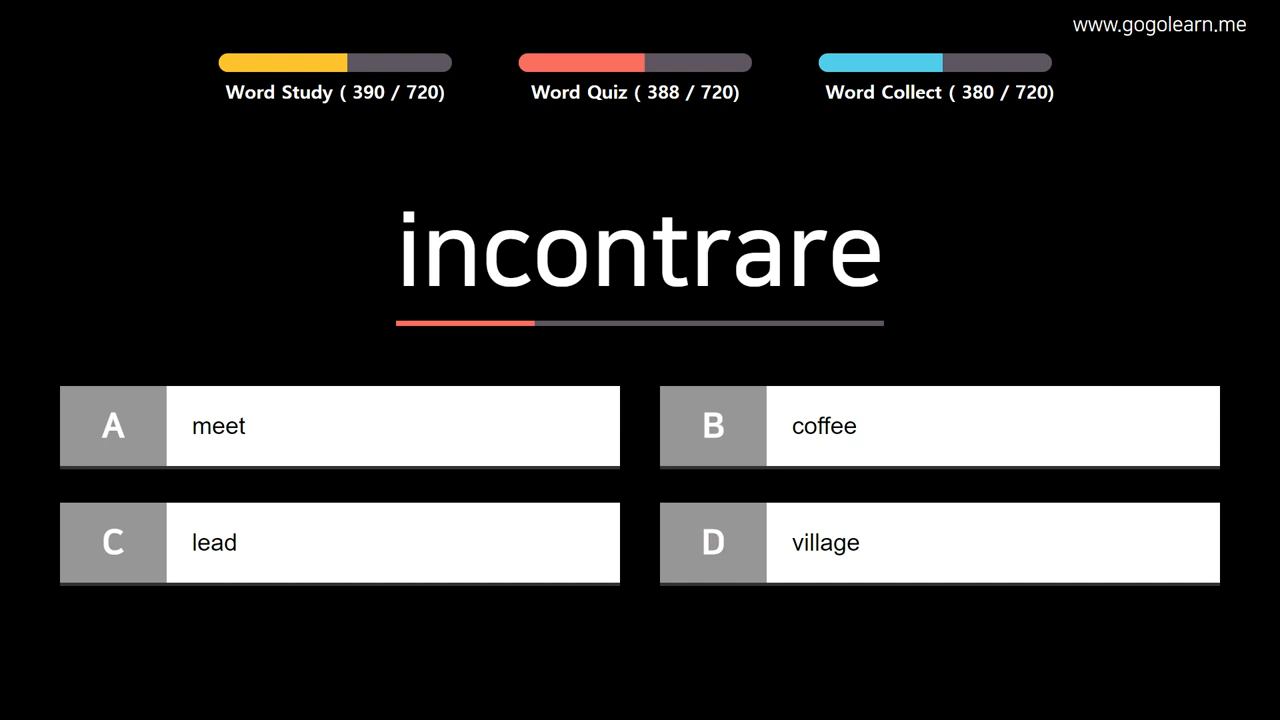 www.gogolearn.me
Word Study ( 390 / 720)
Word Quiz ( 388 / 720)
Word Collect ( 380 / 720)
incontrare
A
meet
B
coffee
C
lead
D
village